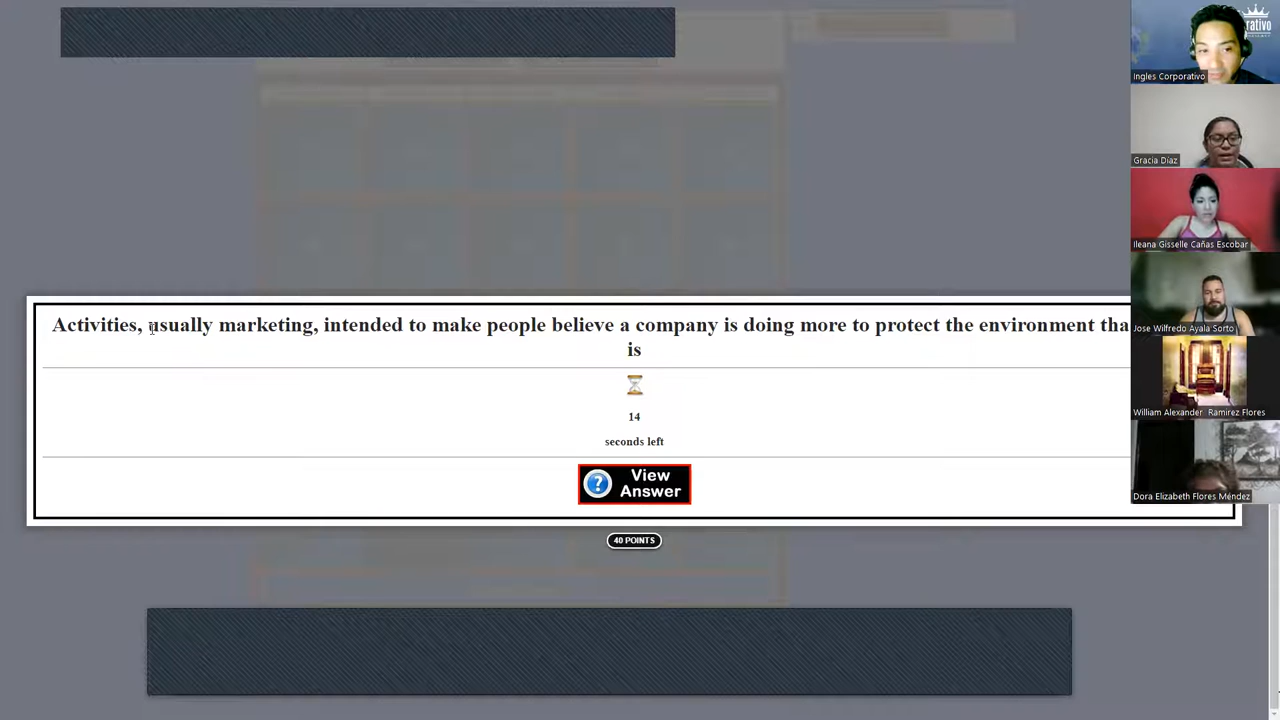 rativo
Ingles Corporativo
Gracia Díaz
Ileana Gisselle Cañas Escobar
Activities, usually marketing, intended to make people believe a company is doing more to protect the environment tha
is
Jose Wilfredo Ayala Sorto
14
seconds left
William Alexander Ramirez Flores
? View
Answer
Dora Elizabeth Flores Méndez
40 POINTS